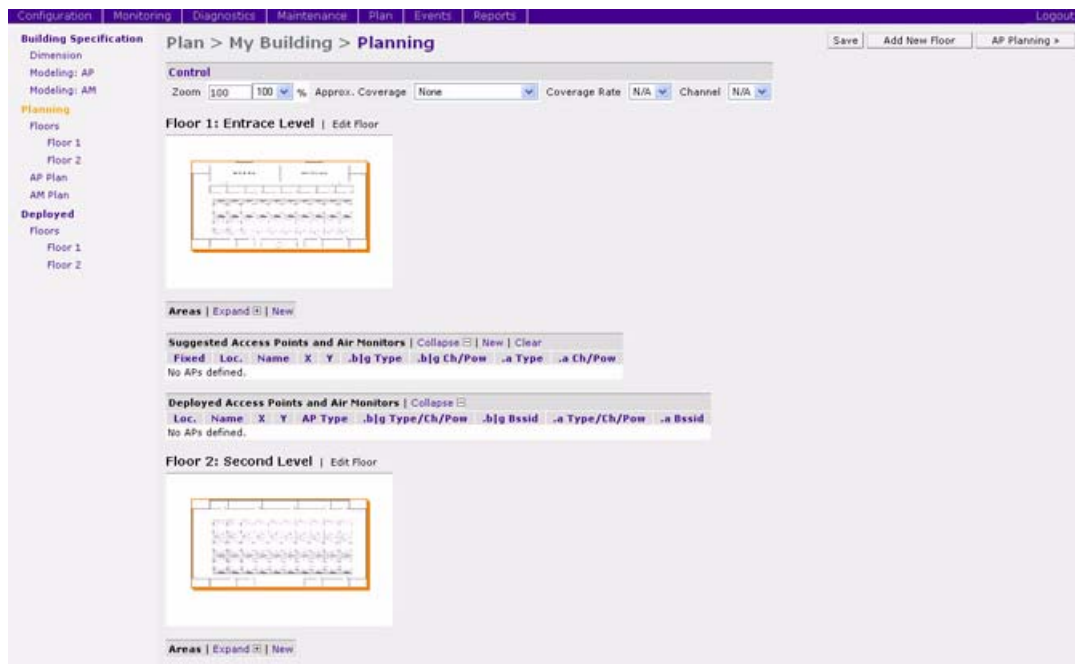 Configuration | Monitoring | Diagnostics | Maintenance | Plan | Events | Reports | Logout
Building Specification
Dimension
Modeling: AP
Modeling: AM
Planning
Floors
Floor 1
Floor 2
AP Plan
AM Plan
Deployed
Floors
Floor 1
Floor 2
Plan > My Building > Planning
Save Add New Floor AP Planning »
Control
Zoom 100 100 % Approx. Coverage None Coverage Rate N/A Channel N/A
Floor 1: Entrace Level | Edit Floor
Areas | Expand | New
Suggested Access Points and Air Monitors | Collapse | New | Clear
Fixed Loc. Name X Y .b|g Type .b|g Ch/Pow .a Type .a Ch/Pow
No APs defined.
Deployed Access Points and Air Monitors | Collapse
Loc. Name X Y AP Type .b|g Type/Ch/Pow .b|g Bssid .a Type/Ch/Pow .a Bssid
No APs defined.
Floor 2: Second Level | Edit Floor
Areas | Expand | New